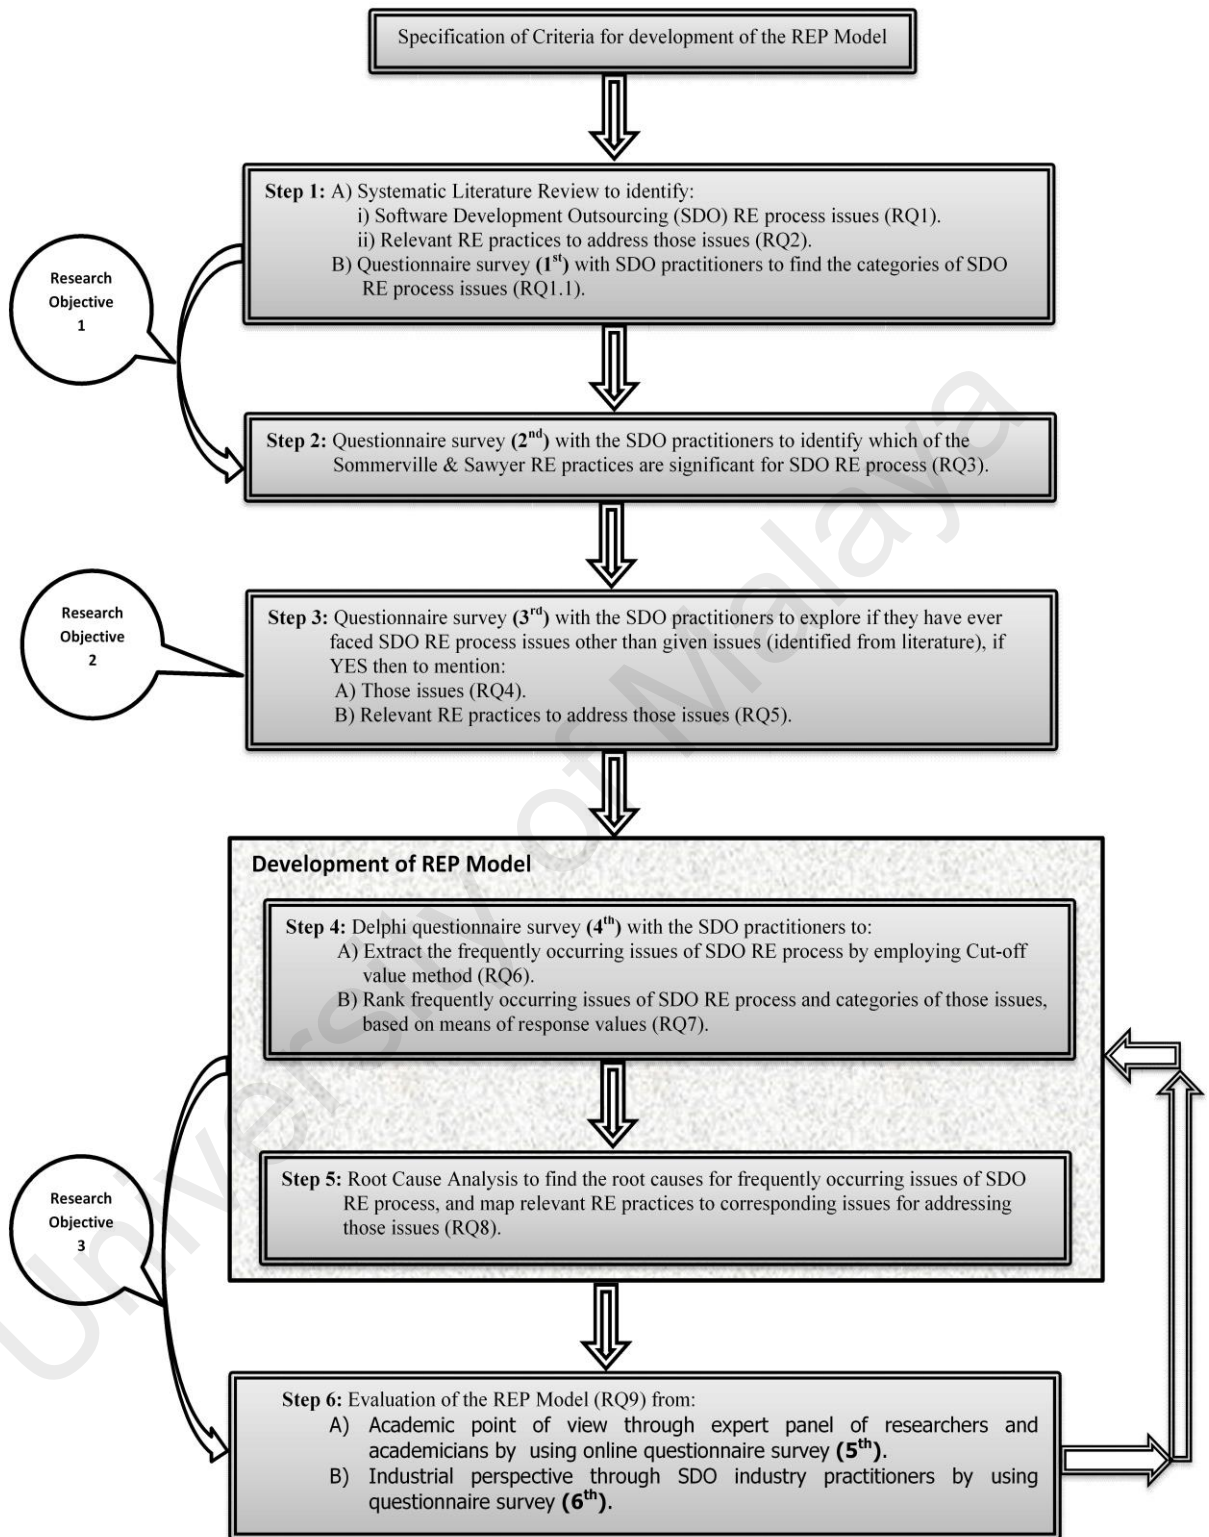 Specification of Criteria for development of the REP Model
Step 1: A) Systematic Literature Review to identify:
i) Software Development Outsourcing (SDO) RE process issues (RQ1).
ii) Relevant RE practices to address those issues (RQ2).
B) Questionnaire survey (1st) with SDO practitioners to find the categories of SDO
RE process issues (RQ1.1).
Research
Objective
1
Step 2: Questionnaire survey (2nd) with the SDO practitioners to identify which of the
Sommerville & Sawyer RE practices are significant for SDO RE process (RQ3).
Step 3: Questionnaire survey (3rd) with the SDO practitioners to explore if they have ever
faced SDO RE process issues other than given issues (identified from literature), if
YES then to mention:
A) Those issues (RQ4).
B) Relevant RE practices to address those issues (RQ5).
Research
Objective
2
Development of REP Model
Step 4: Delphi questionnaire survey (4th) with the SDO practitioners to:
A) Extract the frequently occurring issues of SDO RE process by employing Cut-off
value method (RQ6).
B) Rank frequently occurring issues of SDO RE process and categories of those issues,
based on means of response values (RQ7).
Step 5: Root Cause Analysis to find the root causes for frequently occurring issues of SDO
RE process, and map relevant RE practices to corresponding issues for addressing
those issues (RQ8).
Research
Objective
3
Step 6: Evaluation of the REP Model (RQ9) from:
A) Academic point of view through expert panel of researchers and
academicians by using online questionnaire survey (5th).
B) Industrial perspective through SDO industry practitioners by using
questionnaire survey (6th).
University of Malaya